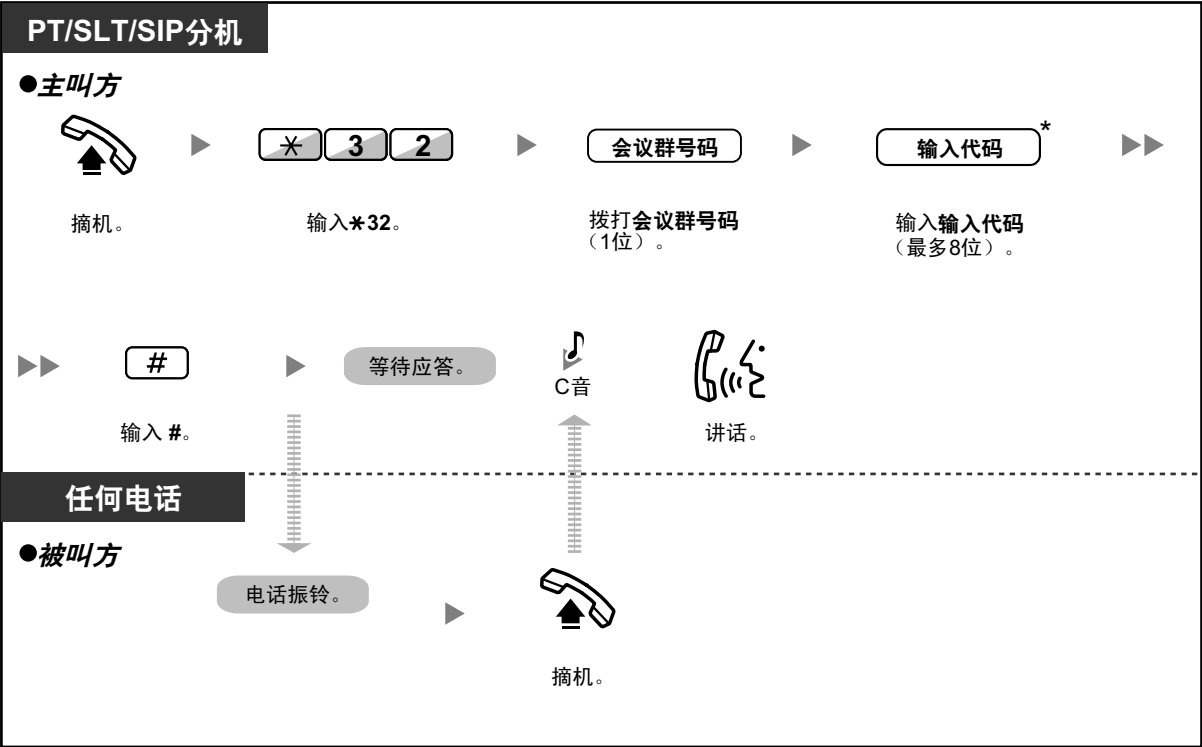 PT/SLT/SIP分机
●主叫方
✳ 3 2
会议群号码
输入代码*
摘机。
输入✳32。
拨打会议群号码
（1位）。
输入输入代码
（最多8位）。
#
等待应答。
C音
输入 #。
讲话。
任何电话
●被叫方
电话振铃。
摘机。